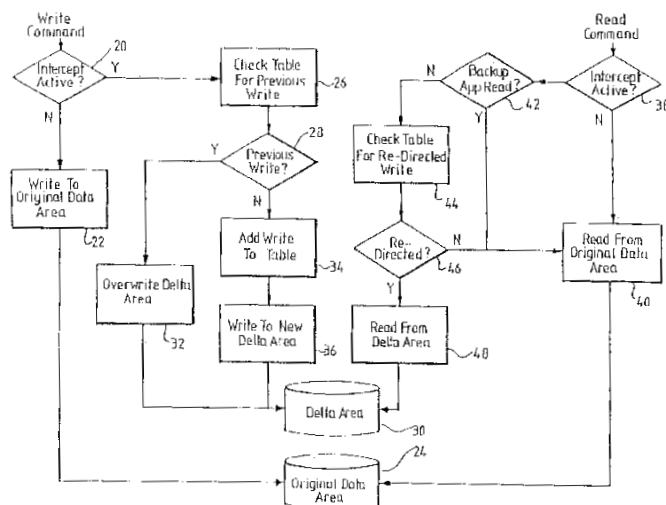 Write
Command
20
Intercept
Active?
Y
N
Check Table
For Previous
Write
26
28
Previous
Write?
Y
N
Write To
Original Data
Area
22
Add Write
To Table
34
Overwrite Delta
Area
32
Write To New
Delta Area
36
Read
Command
Intercept
Active?
38
N
Backup
App Read?
42
N
Y
Check Table
For Re-Directed
Write
44
Re-
Directed?
46
N
Y
Read From
Original Data
Area
40
Read From
Delta Area
48
Delta Area
30
24
Original Data
Area